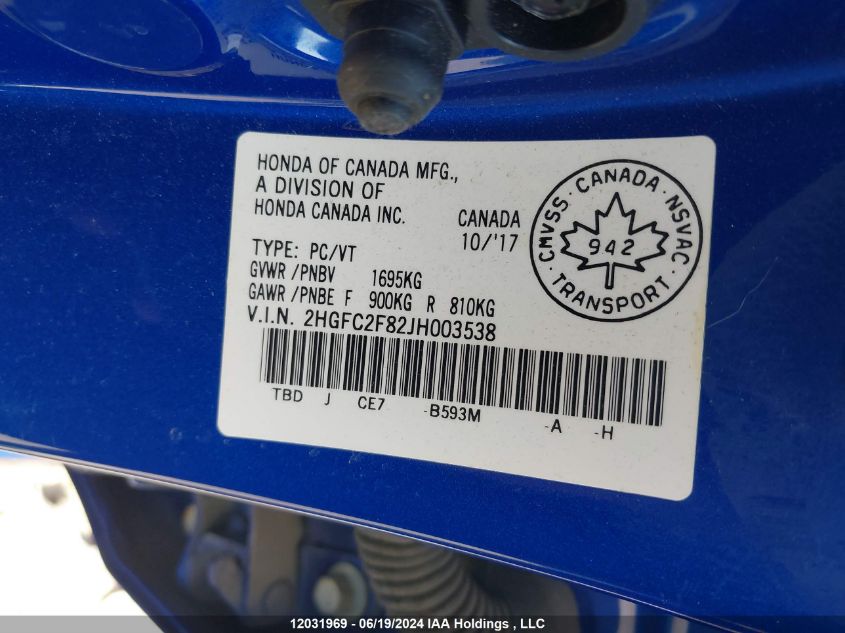 HONDA OF CANADA MFG.,
A DIVISION OF
HONDA CANADA INC.
CANADA
10/'17
TYPE: PC/VT
GVWR/PNBV 1695KG
GAWR/PNBE F 900KG R 810KG
V.I.N. 2HGFC2F82JH003538
TBD J CE7 -B593M -A -H
CMVSS · CANADA · NSVAC ·
942
TRANSPORT
12031969 - 06/19/2024 IAA Holdings , LLC